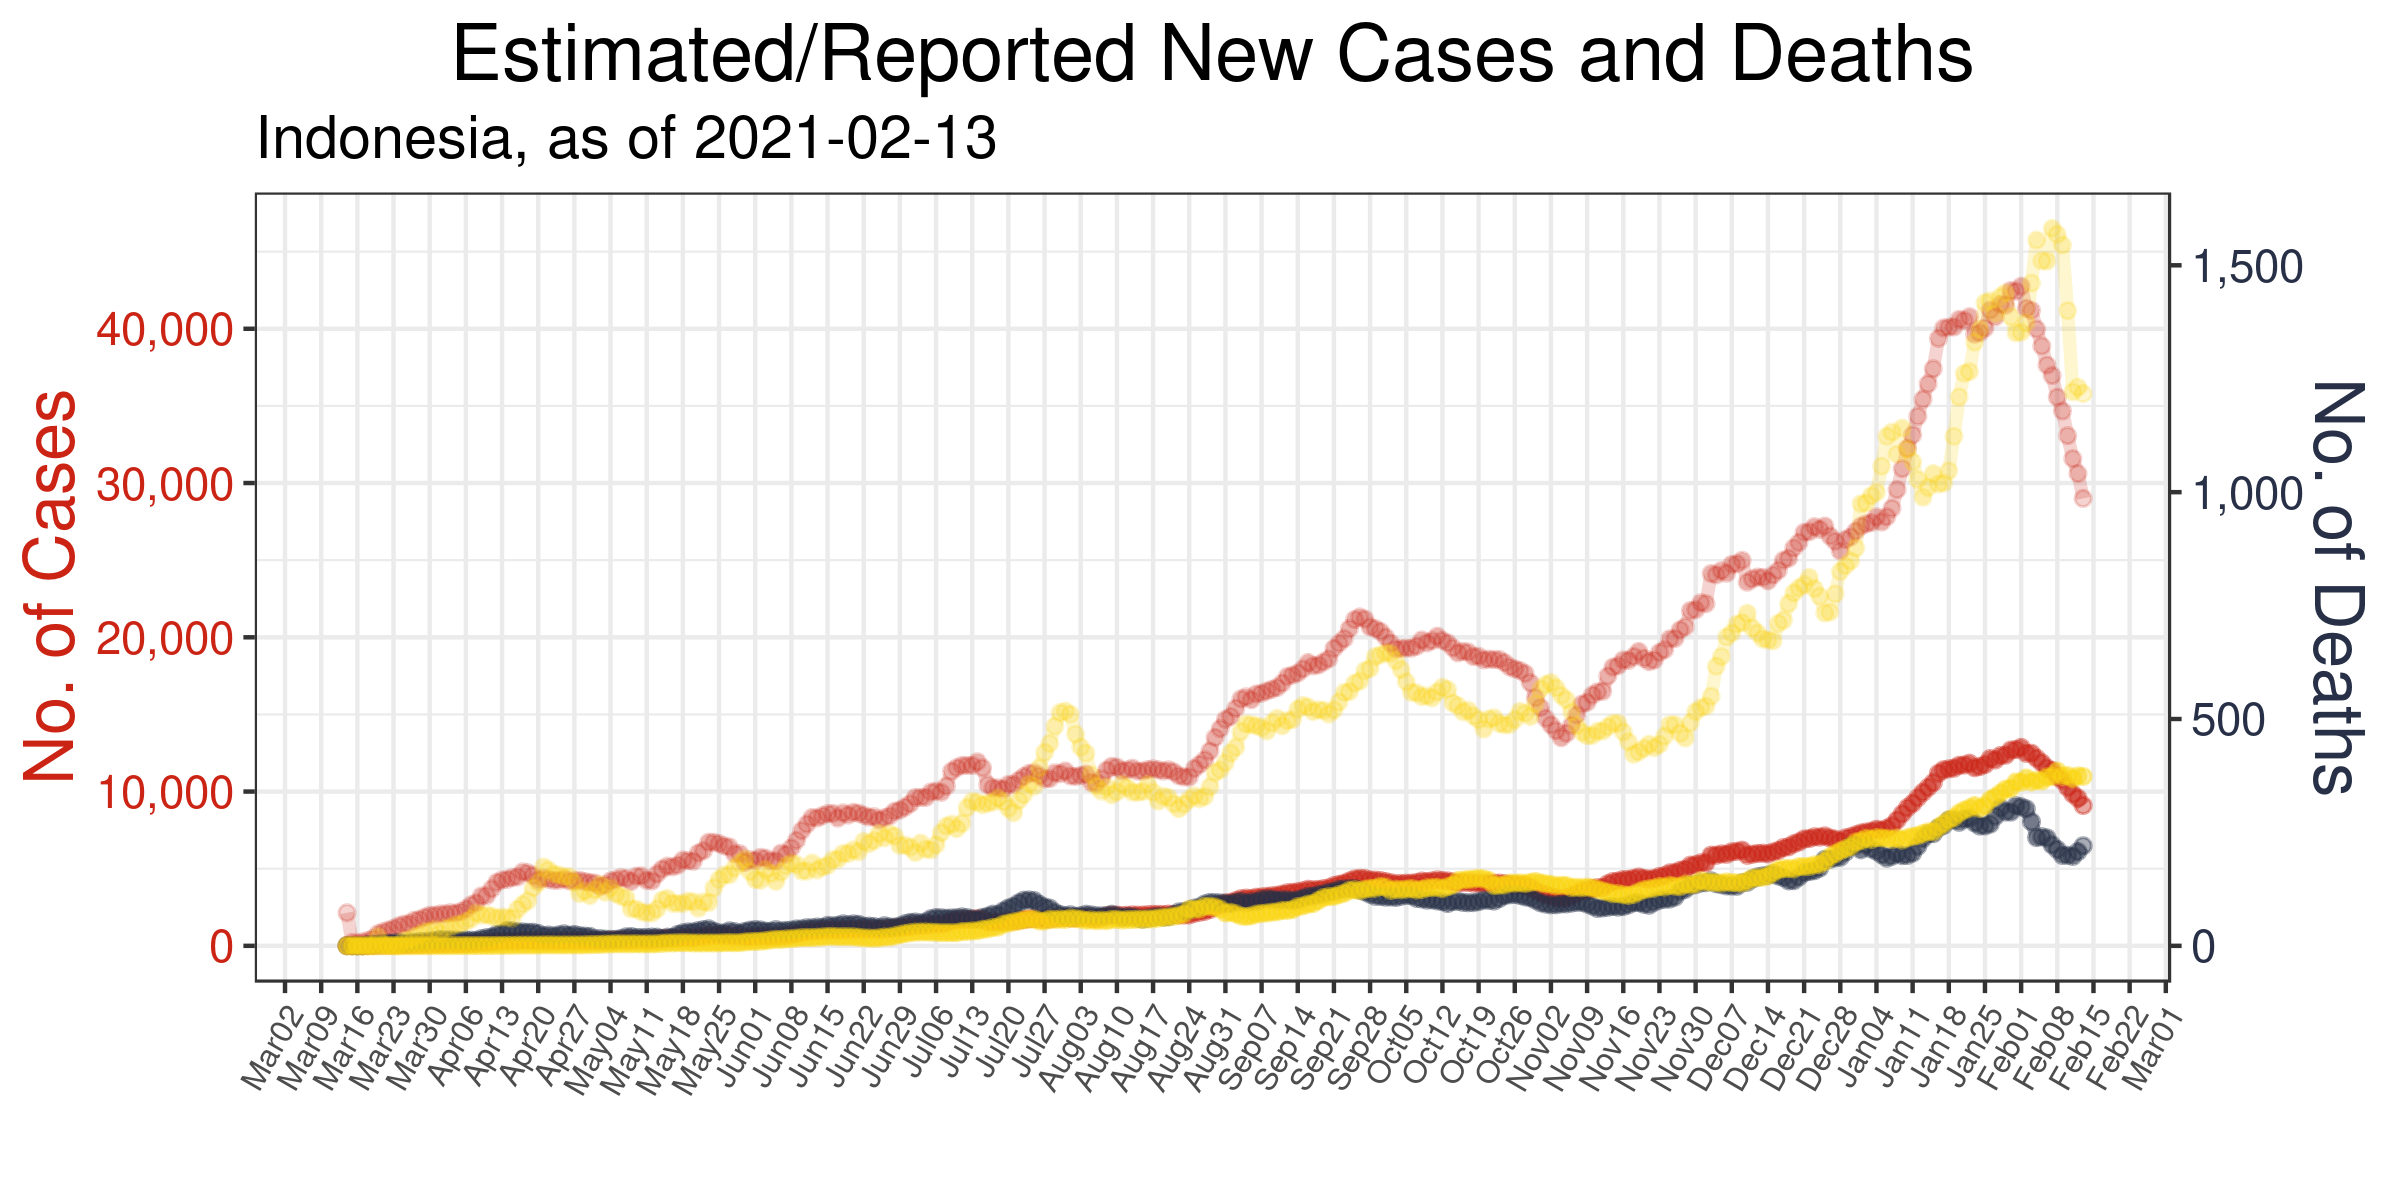 Estimated/Reported New Cases and Deaths
Indonesia, as of 2021-02-13
No. of Cases
40,000
30,000
20,000
10,000
0
No. of Deaths
1,500
1,000
500
0
Mar02
Mar09
Mar16
Mar23
Mar30
Apr06
Apr13
Apr20
Apr27
May04
May11
May18
May25
Jun01
Jun08
Jun15
Jun22
Jun29
Jul06
Jul13
Jul20
Jul27
Aug03
Aug10
Aug17
Aug24
Aug31
Sep07
Sep14
Sep21
Sep28
Oct05
Oct12
Oct19
Oct26
Nov02
Nov09
Nov16
Nov23
Nov30
Dec07
Dec14
Dec21
Dec28
Jan04
Jan11
Jan18
Jan25
Feb01
Feb08
Feb15
Feb22
Mar01